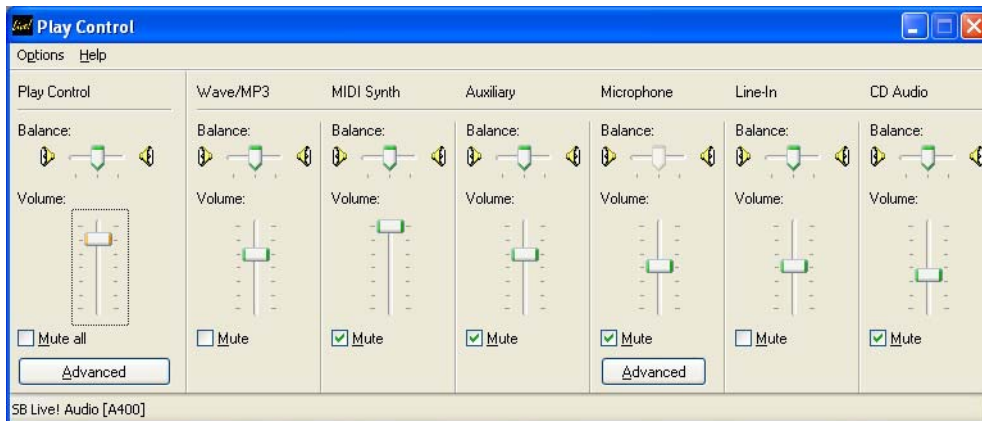 Live! Play Control
Options Help
Play Control Wave/MP3 MIDI Synth Auxiliary Microphone Line-In CD Audio
Balance: Balance: Balance: Balance: Balance: Balance: Balance:
Volume: Volume: Volume: Volume: Volume: Volume: Volume:
Mute all Mute Mute Mute Mute Mute Mute
Advanced Advanced
SB Live! Audio [A400]